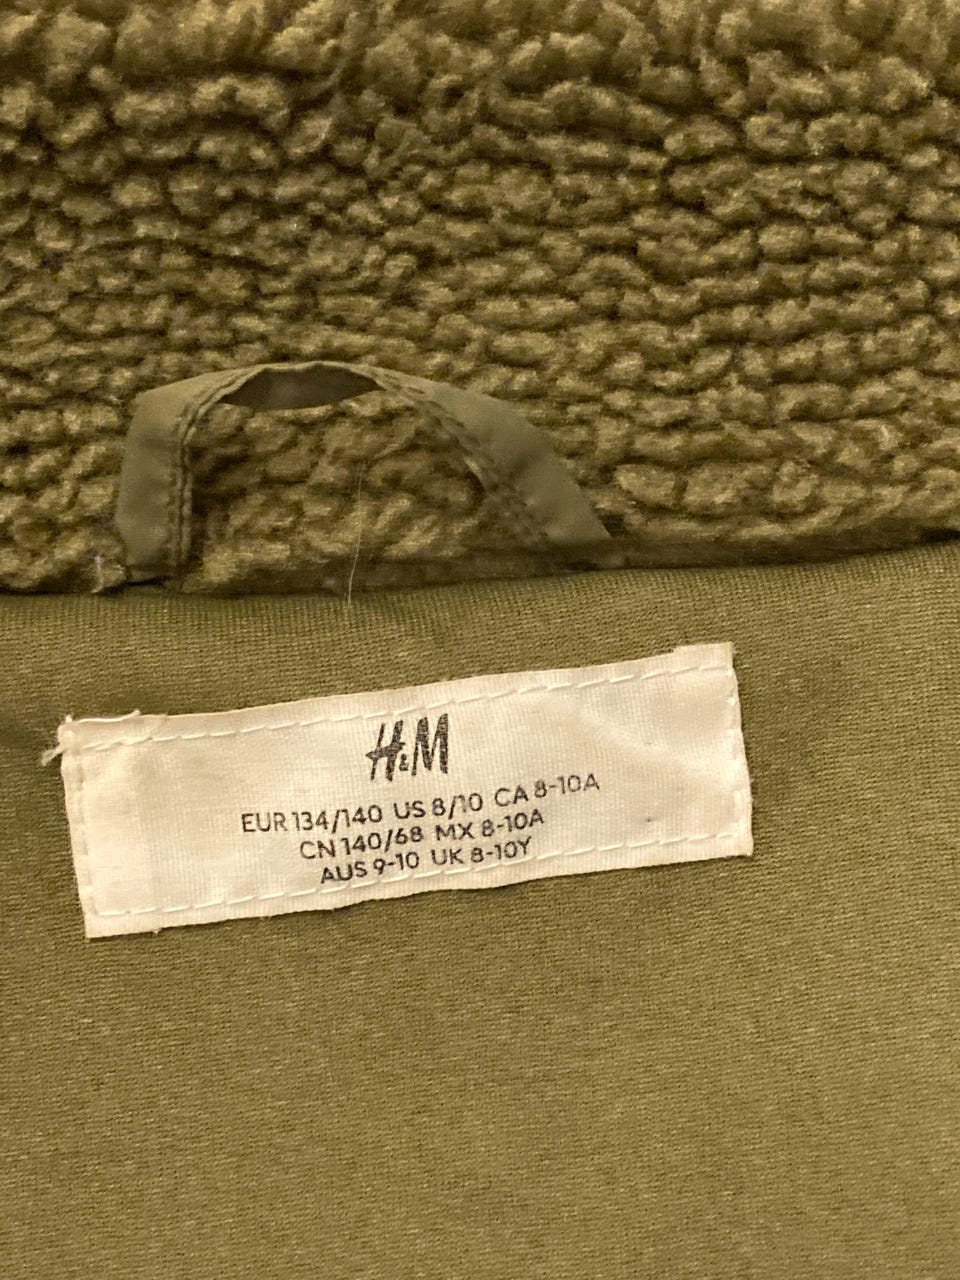 H&M
EUR 134/140 US 8/10 CA 8-10A
CN 140/68 MX 8-10A
AUS 9-10 UK 8-10Y